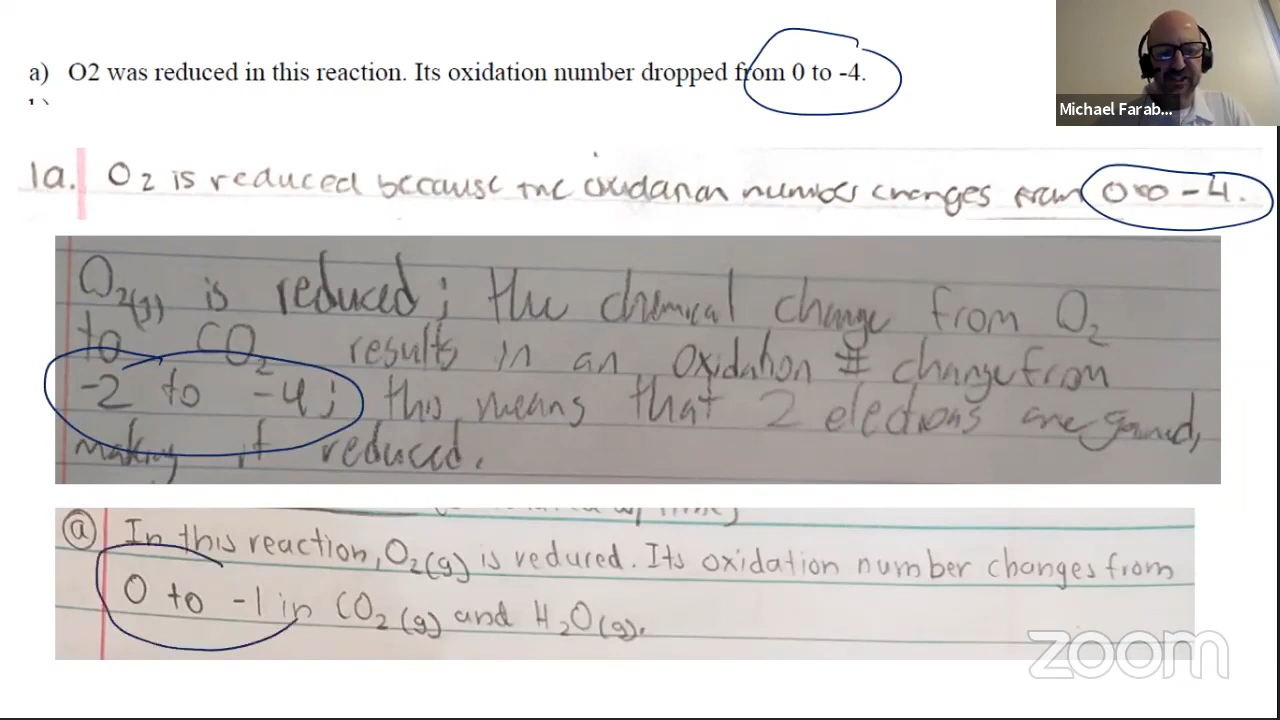 Michael Farab...
a) O2 was reduced in this reaction. Its oxidation number dropped from 0 to -4.
1a. O₂ is reduced because the oxidation number changes from 0 to -4.
O₂(g) is reduced; the chemical change from O₂
to CO₂ results in an oxidation # change from
-2 to -4; this means that 2 electrons are gained,
making it reduced.
ⓐ In this reaction, O₂(g) is reduced. Its oxidation number changes from
0 to -1 in CO₂(g) and H₂O(g).
zoom